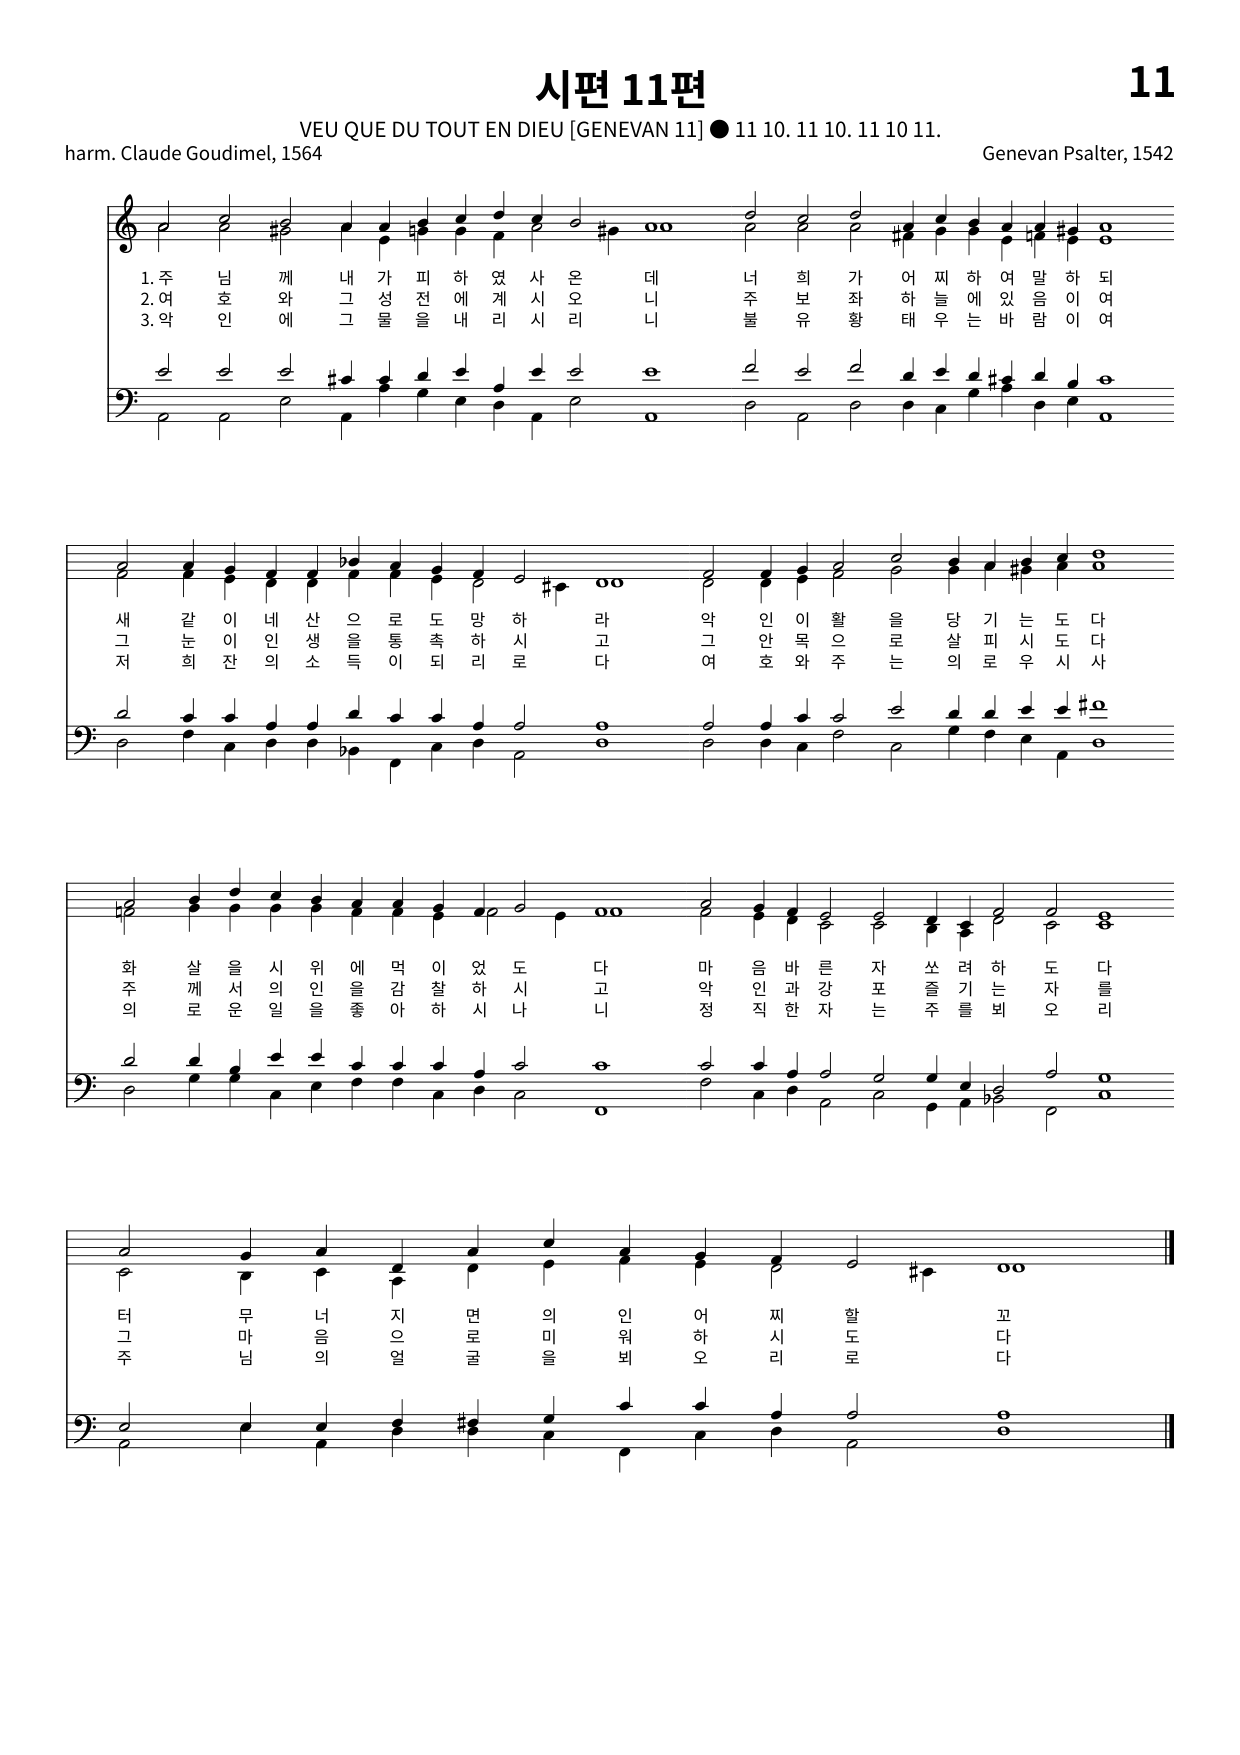 시편 11편
11
VEU QUE DU TOUT EN DIEU [GENEVAN 11] ● 11 10. 11 10. 11 10 11.
harm. Claude Goudimel, 1564
Genevan Psalter, 1542
1. 주 님 께 내 가 피 하 였 사 온 데 너 희 가 어 찌 하 여 말 하 되
2. 여 호 와 그 성 전 에 계 시 오 니 주 보 좌 하 늘 에 있 음 이 여
3. 악 인 에 그 물 을 내 리 시 리 니 불 유 황 태 우 는 바 람 이 여
새 같 이 네 산 으 로 도 망 하 라 악 인 이 활 을 당 기 는 도 다
그 눈 이 인 생 을 통 촉 하 시 고 그 안 목 으 로 살 피 시 도 다
저 희 잔 의 소 득 이 되 리 로 다 여 호 와 주 는 의 로 우 시 사
화 살 을 시 위 에 먹 이 었 도 다 마 음 바 른 자 쏘 려 하 도 다
주 께 서 의 인 을 감 찰 하 시 고 악 인 과 강 포 즐 기 는 자 를
의 로 운 일 을 좋 아 하 시 나 니 정 직 한 자 는 주 를 뵈 오 리
터 무 너 지 면 의 인 어 찌 할 꼬
그 마 음 으 로 미 워 하 시 도 다
주 님 의 얼 굴 을 뵈 오 리 로 다